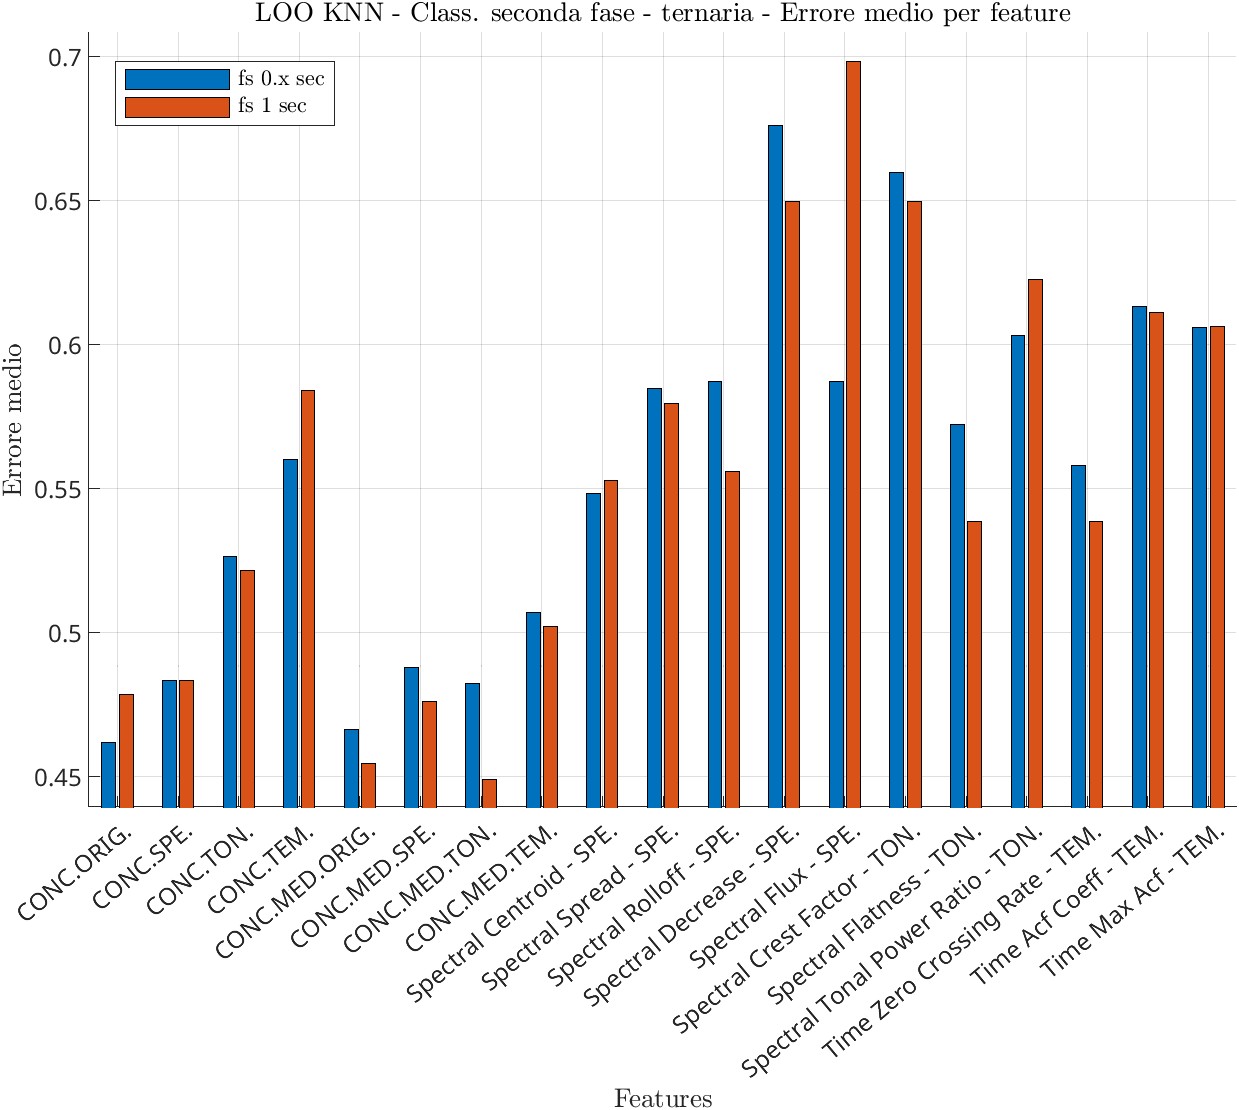 LOO KNN - Class. seconda fase - ternaria - Errore medio per feature
fs 0.x sec
fs 1 sec
Errore medio
0.7
0.65
0.6
0.55
0.5
0.45
CONC.ORIG.
CONC.SPE.
CONC.TON.
CONC.TEM.
CONC.MED.ORIG.
CONC.MED.SPE.
CONC.MED.TON.
CONC.MED.TEM.
Spectral Centroid - SPE.
Spectral Spread - SPE.
Spectral Rolloff - SPE.
Spectral Decrease - SPE.
Spectral Flux - SPE.
Spectral Crest Factor - TON.
Spectral Flatness - TON.
Spectral Tonal Power Ratio - TON.
Time Zero Crossing Rate - TEM.
Time Acf Coeff - TEM.
Time Max Acf - TEM.
Features